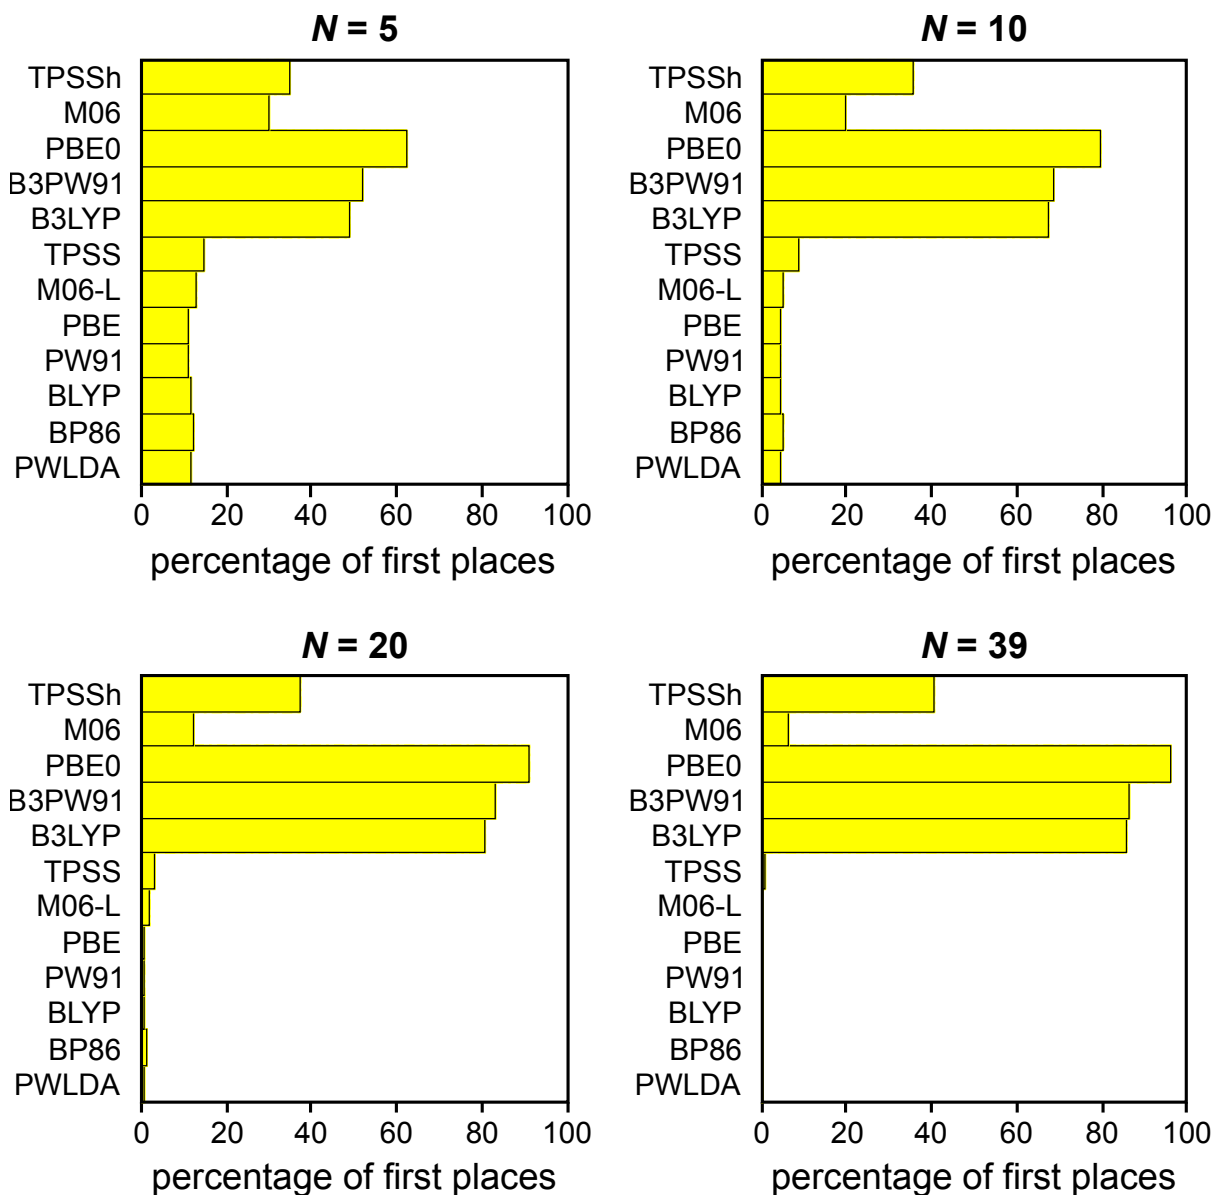 N = 5
TPSSh
M06
PBE0
B3PW91
B3LYP
TPSS
M06-L
PBE
PW91
BLYP
BP86
PWLDA
0 20 40 60 80 100
percentage of first places
N = 10
TPSSh
M06
PBE0
B3PW91
B3LYP
TPSS
M06-L
PBE
PW91
BLYP
BP86
PWLDA
0 20 40 60 80 100
percentage of first places
N = 20
TPSSh
M06
PBE0
B3PW91
B3LYP
TPSS
M06-L
PBE
PW91
BLYP
BP86
PWLDA
0 20 40 60 80 100
percentage of first places
N = 39
TPSSh
M06
PBE0
B3PW91
B3LYP
TPSS
M06-L
PBE
PW91
BLYP
BP86
PWLDA
0 20 40 60 80 100
percentage of first places